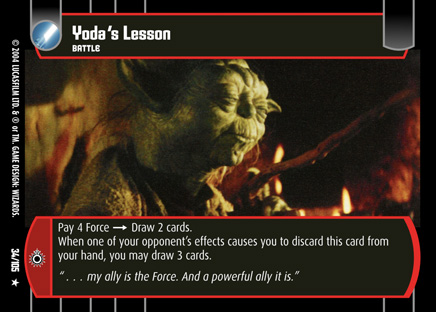 Yoda's Lesson
BATTLE
Pay 4 Force → Draw 2 cards.
When one of your opponent's effects causes you to discard this card from
your hand, you may draw 3 cards.
". . . my ally is the Force. And a powerful ally it is."
© 2004 LUCASFILM LTD. & ® or TM. GAME DESIGN: WIZARDS.
34/105 ★